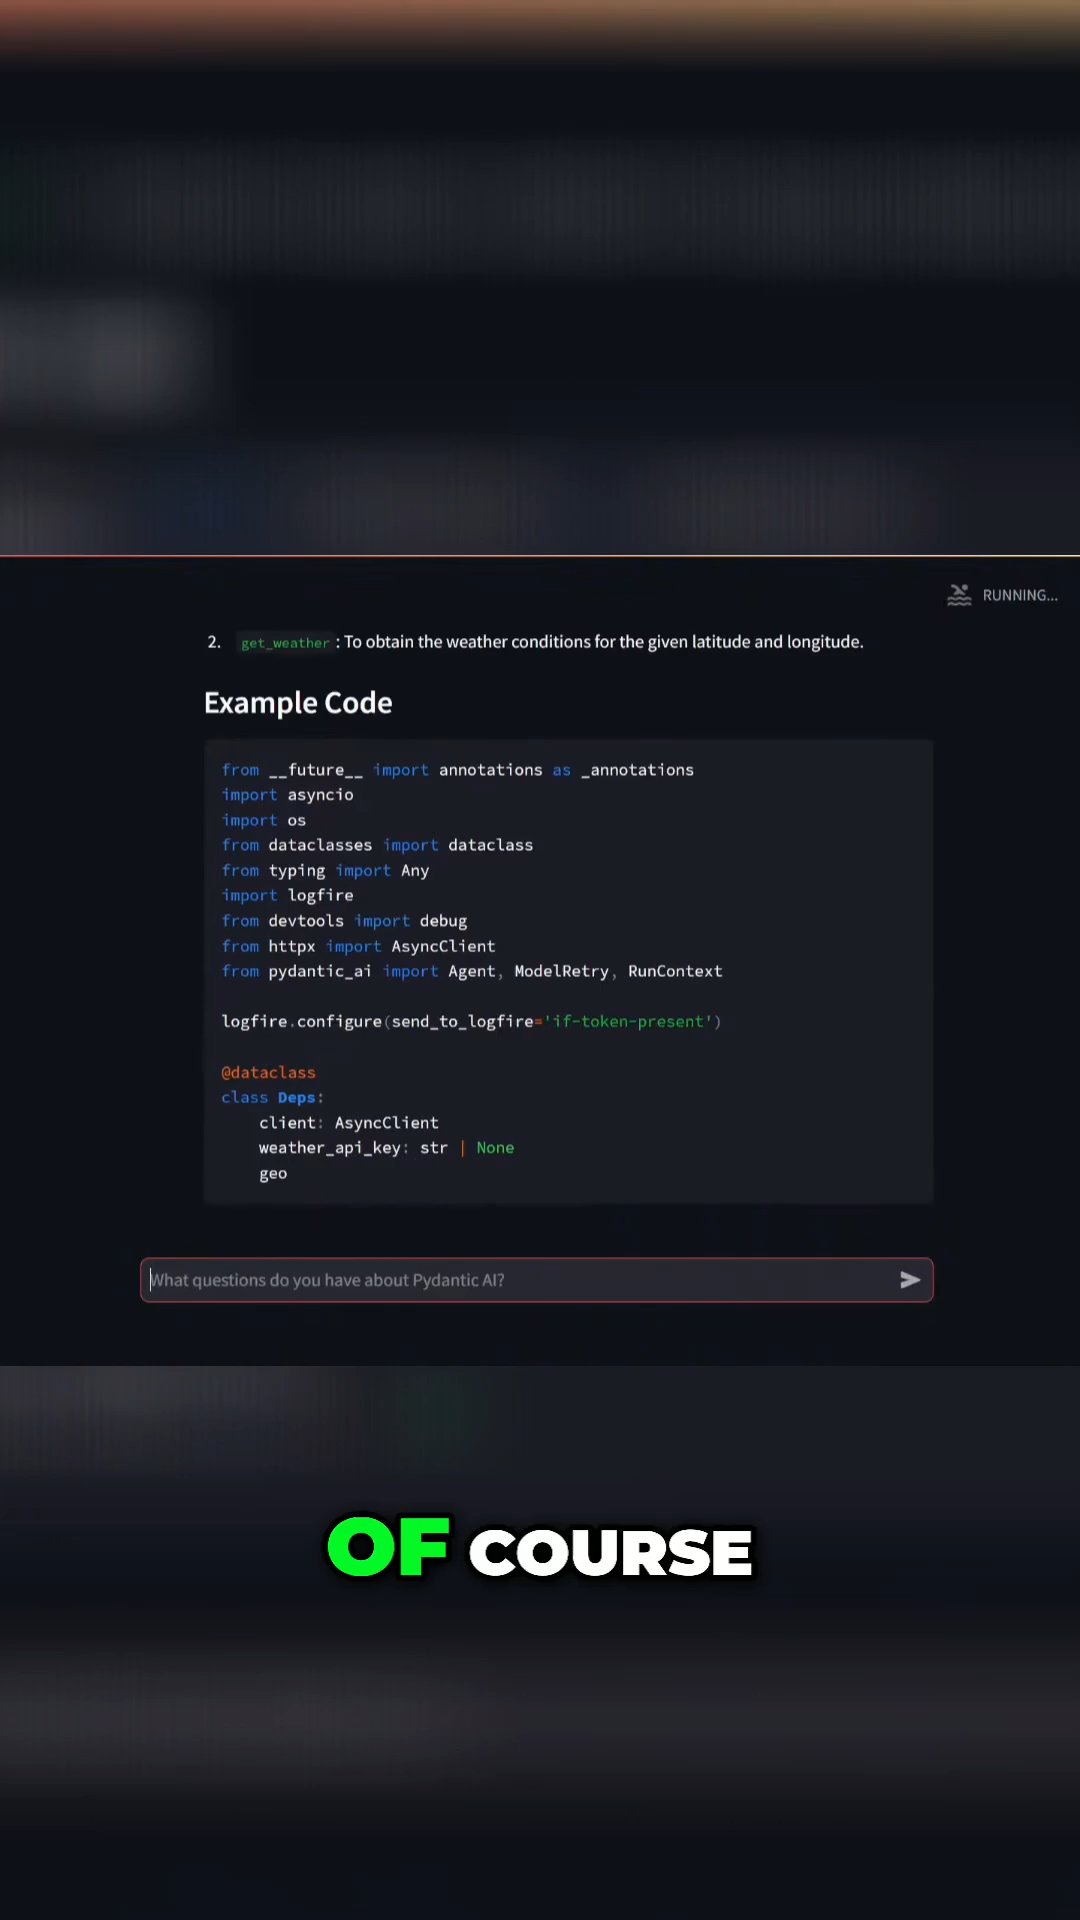 RUNNING...
2. get_weather : To obtain the weather conditions for the given latitude and longitude.
Example Code
from __future__ import annotations as _annotations
import asyncio
import os
from dataclasses import dataclass
from typing import Any
import logfire
from devtools import debug
from httpx import AsyncClient
from pydantic_ai import Agent, ModelRetry, RunContext
logfire.configure(send_to_logfire='if-token-present')
@dataclass
class Deps:
    client: AsyncClient
    weather_api_key: str | None
    geo
What questions do you have about Pydantic AI?
OF COURSE